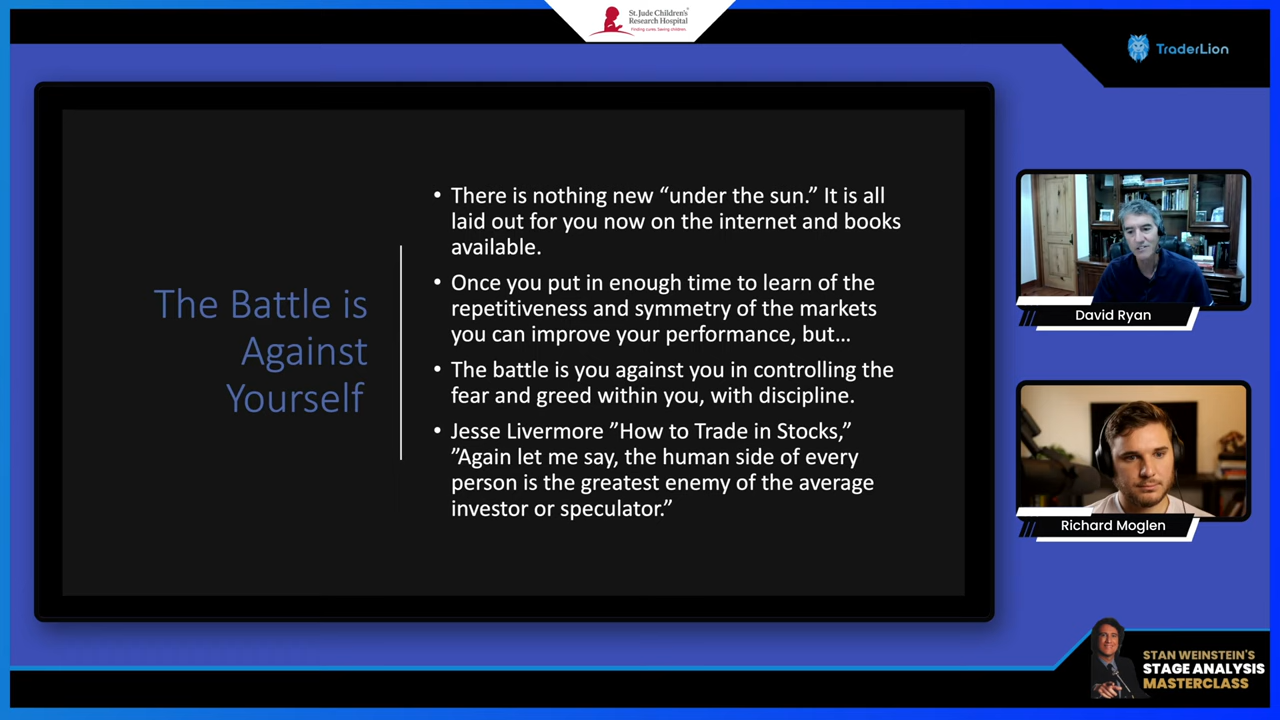 St. Jude Children's
Research Hospital
Finding cures. Saving children.
TraderLion
The Battle is
Against
Yourself
• There is nothing new “under the sun.” It is all
laid out for you now on the internet and books
available.
• Once you put in enough time to learn of the
repetitiveness and symmetry of the markets
you can improve your performance, but...
• The battle is you against you in controlling the
fear and greed within you, with discipline.
• Jesse Livermore ”How to Trade in Stocks,”
”Again let me say, the human side of every
person is the greatest enemy of the average
investor or speculator.”
David Ryan
Richard Moglen
STAN WEINSTEIN'S
STAGE ANALYSIS
MASTERCLASS